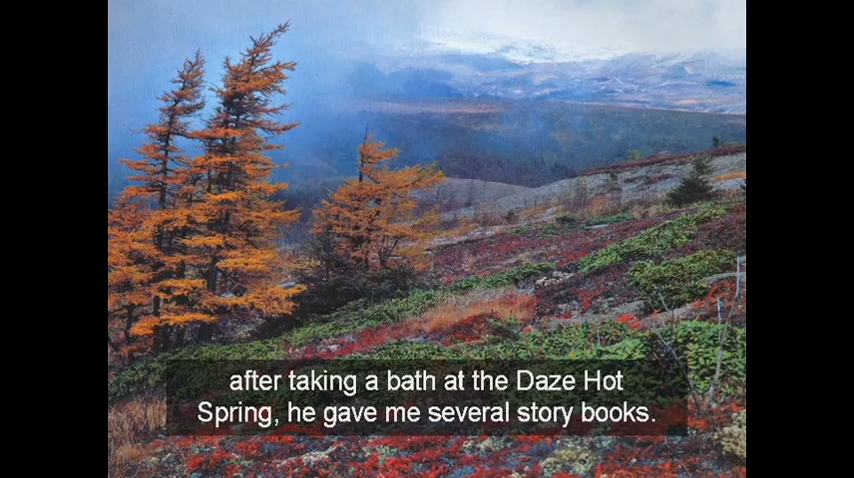 after taking a bath at the Daze Hot
Spring, he gave me several story books.